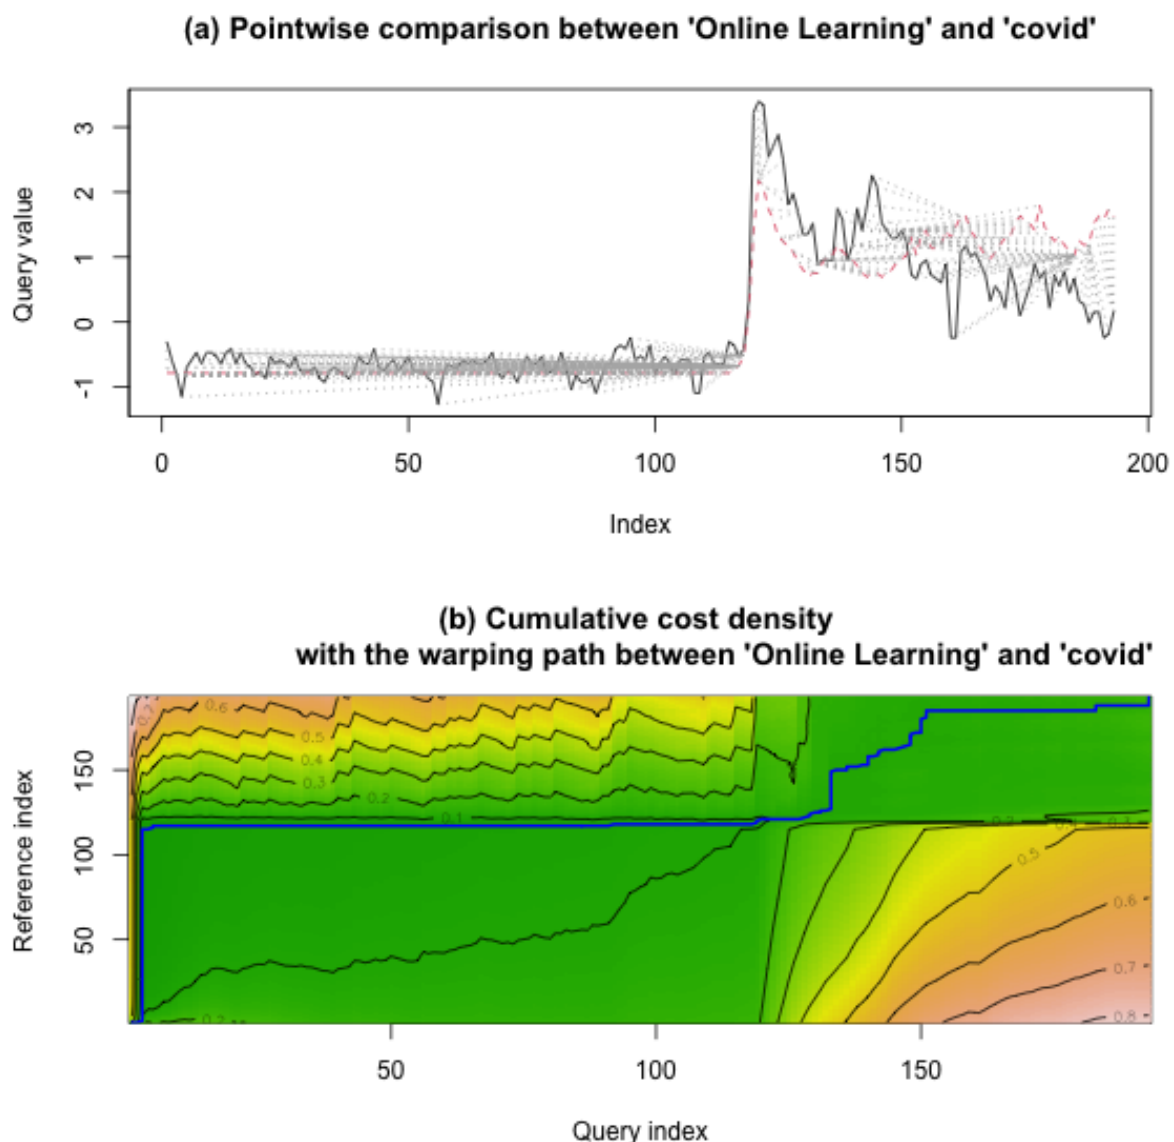 (a) Pointwise comparison between 'Online Learning' and 'covid'
Query value
3
2
1
0
-1
0 50 100 150 200
Index
(b) Cumulative cost density
with the warping path between 'Online Learning' and 'covid'
Reference index
150
100
50
0.6
0.5
0.4
0.3
0.2
0.1
0.2
0.5
0.6
0.7
0.8
50 100 150
Query index